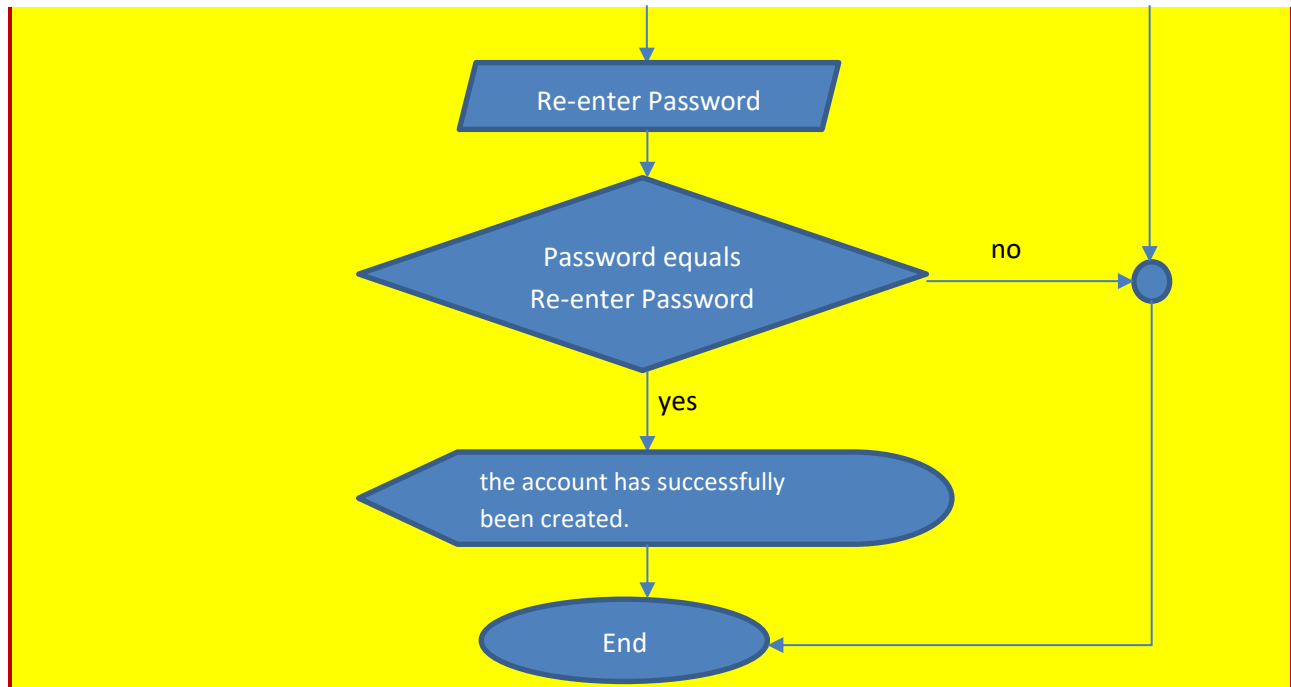 Re-enter Password
Password equals
Re-enter Password
no
yes
the account has successfully
been created.
End